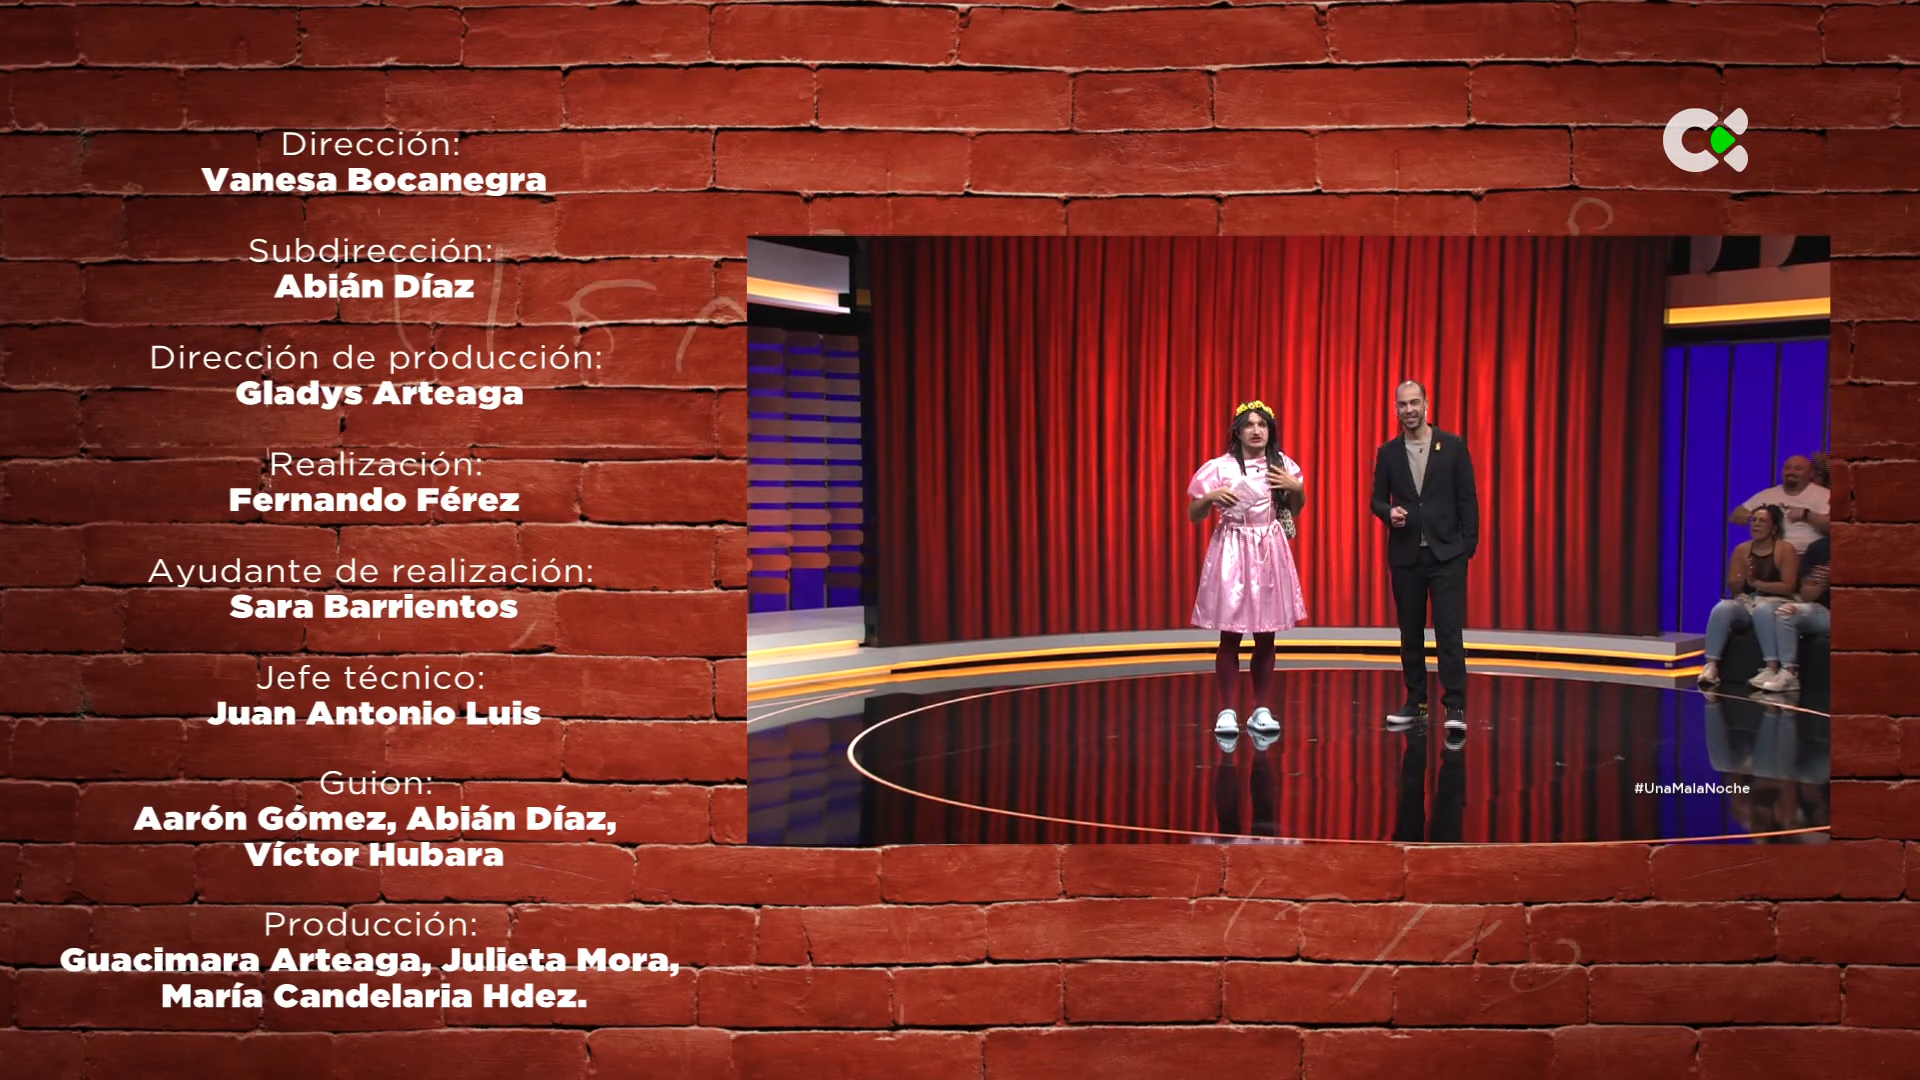 Dirección:
Vanesa Bocanegra
Subdirección:
Abián Díaz
Dirección de producción:
Gladys Arteaga
Realización:
Fernando Férez
Ayudante de realización:
Sara Barrientos
Jefe técnico:
Juan Antonio Luis
Guion:
Aarón Gómez, Abián Díaz,
Víctor Hubara
Producción:
Guacimara Arteaga, Julieta Mora,
María Candelaria Hdez.
#UnaMalaNoche